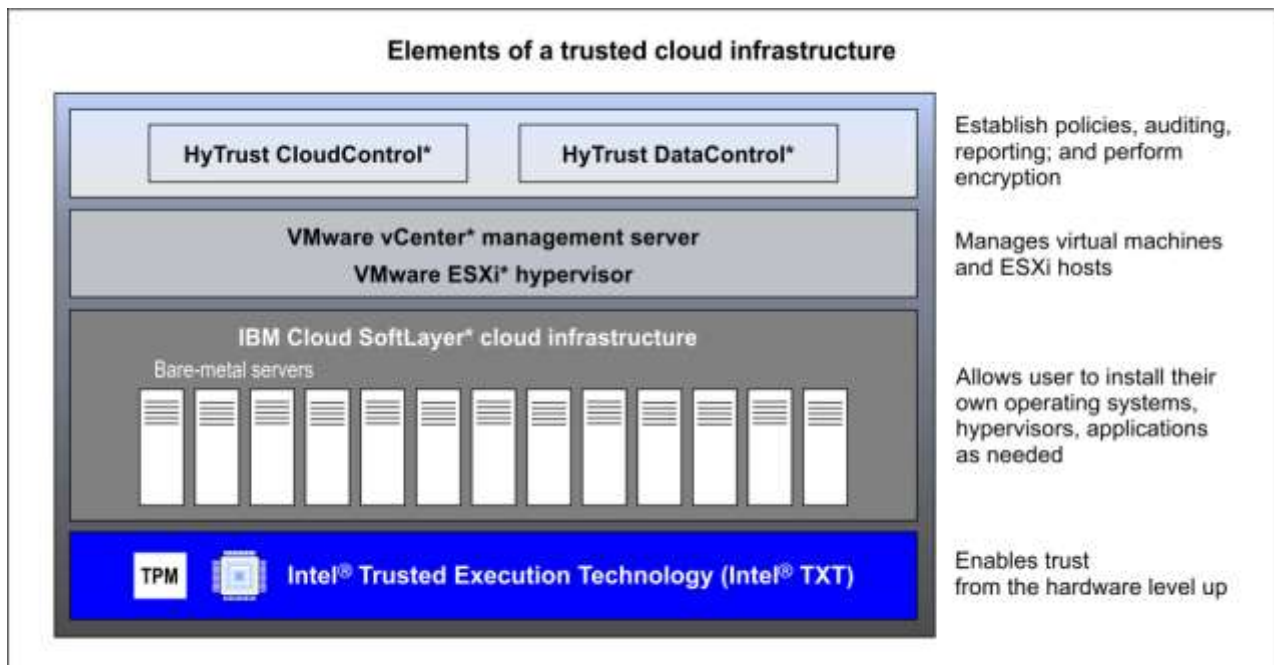 Elements of a trusted cloud infrastructure
HyTrust CloudControl*
HyTrust DataControl*
Establish policies, auditing,
reporting; and perform
encryption
VMware vCenter* management server
VMware ESXi* hypervisor
Manages virtual machines
and ESXi hosts
IBM Cloud SoftLayer* cloud infrastructure
Bare-metal servers
Allows user to install their
own operating systems,
hypervisors, applications
as needed
TPM
Intel® Trusted Execution Technology (Intel® TXT)
Enables trust
from the hardware level up